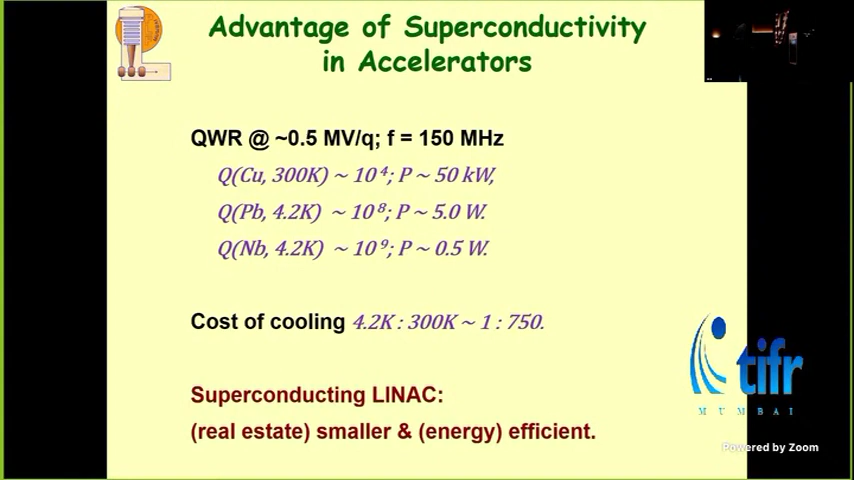 Advantage of Superconductivity
in Accelerators
QWR @ ~0.5 MV/q; f = 150 MHz
Q(Cu, 300K) ~ 10⁴; P ~ 50 kW,
Q(Pb, 4.2K) ~ 10⁸; P ~ 5.0 W.
Q(Nb, 4.2K) ~ 10⁹; P ~ 0.5 W.
Cost of cooling 4.2K : 300K ~ 1 : 750.
Superconducting LINAC:
(real estate) smaller & (energy) efficient.
tifr
MUMBAI
Powered by Zoom